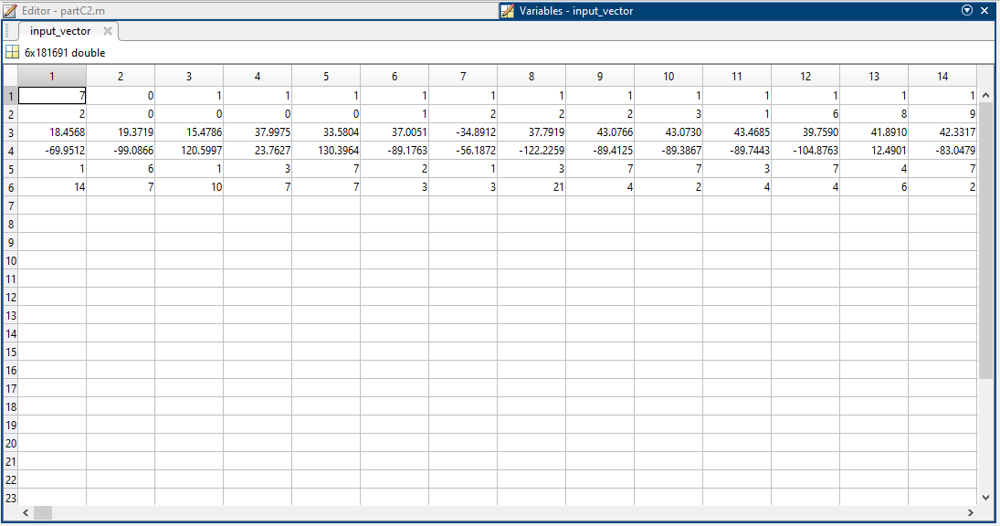 Editor - partC2.m Variables - input_vector
input_vector
6x181691 double
1 2 3 4 5 6 7 8 9 10 11 12 13 14
1 7 0 1 1 1 1 1 1 1 1 1 1 1 1
2 2 0 0 0 0 1 2 2 2 3 1 6 8 9
3 18.4568 19.3719 15.4786 37.9975 33.5804 37.0051 -34.8912 37.7919 43.0766 43.0730 43.4685 39.7590 41.8910 42.3317
4 -69.9512 -99.0866 120.5997 23.7627 130.3964 -89.1763 -56.1872 -122.2259 -89.4125 -89.3867 -89.7443 -104.8763 12.4901 -83.0479
5 1 6 1 3 7 2 1 3 7 7 3 7 4 7
6 14 7 10 7 7 3 3 21 4 2 4 4 6 2
7
8
9
10
11
12
13
14
15
16
17
18
19
20
21
22
23